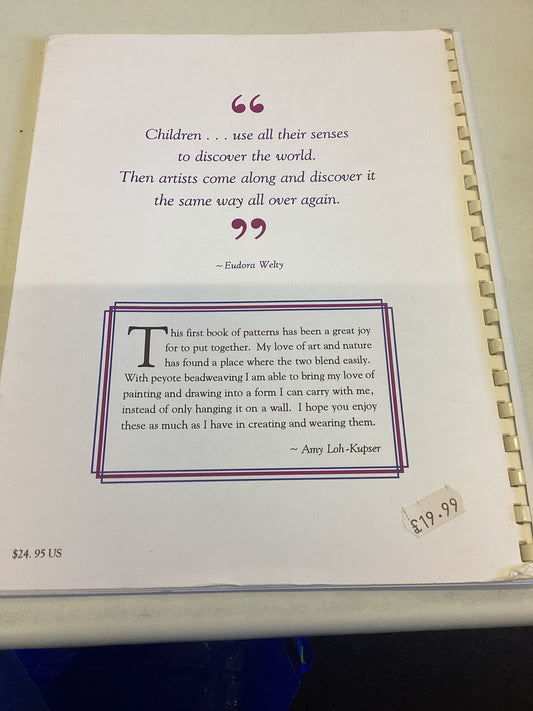 “
Children . . . use all their senses
to discover the world.
Then artists come along and discover it
the same way all over again.
”
~ Eudora Welty
This first book of patterns has been a great joy
for to put together. My love of art and nature
has found a place where the two blend easily.
With peyote beadweaving I am able to bring my love of
painting and drawing into a form I can carry with me,
instead of only hanging it on a wall. I hope you enjoy
these as much as I have in creating and wearing them.
~ Amy Loh-Kupser
£19.99
$24. 95 US